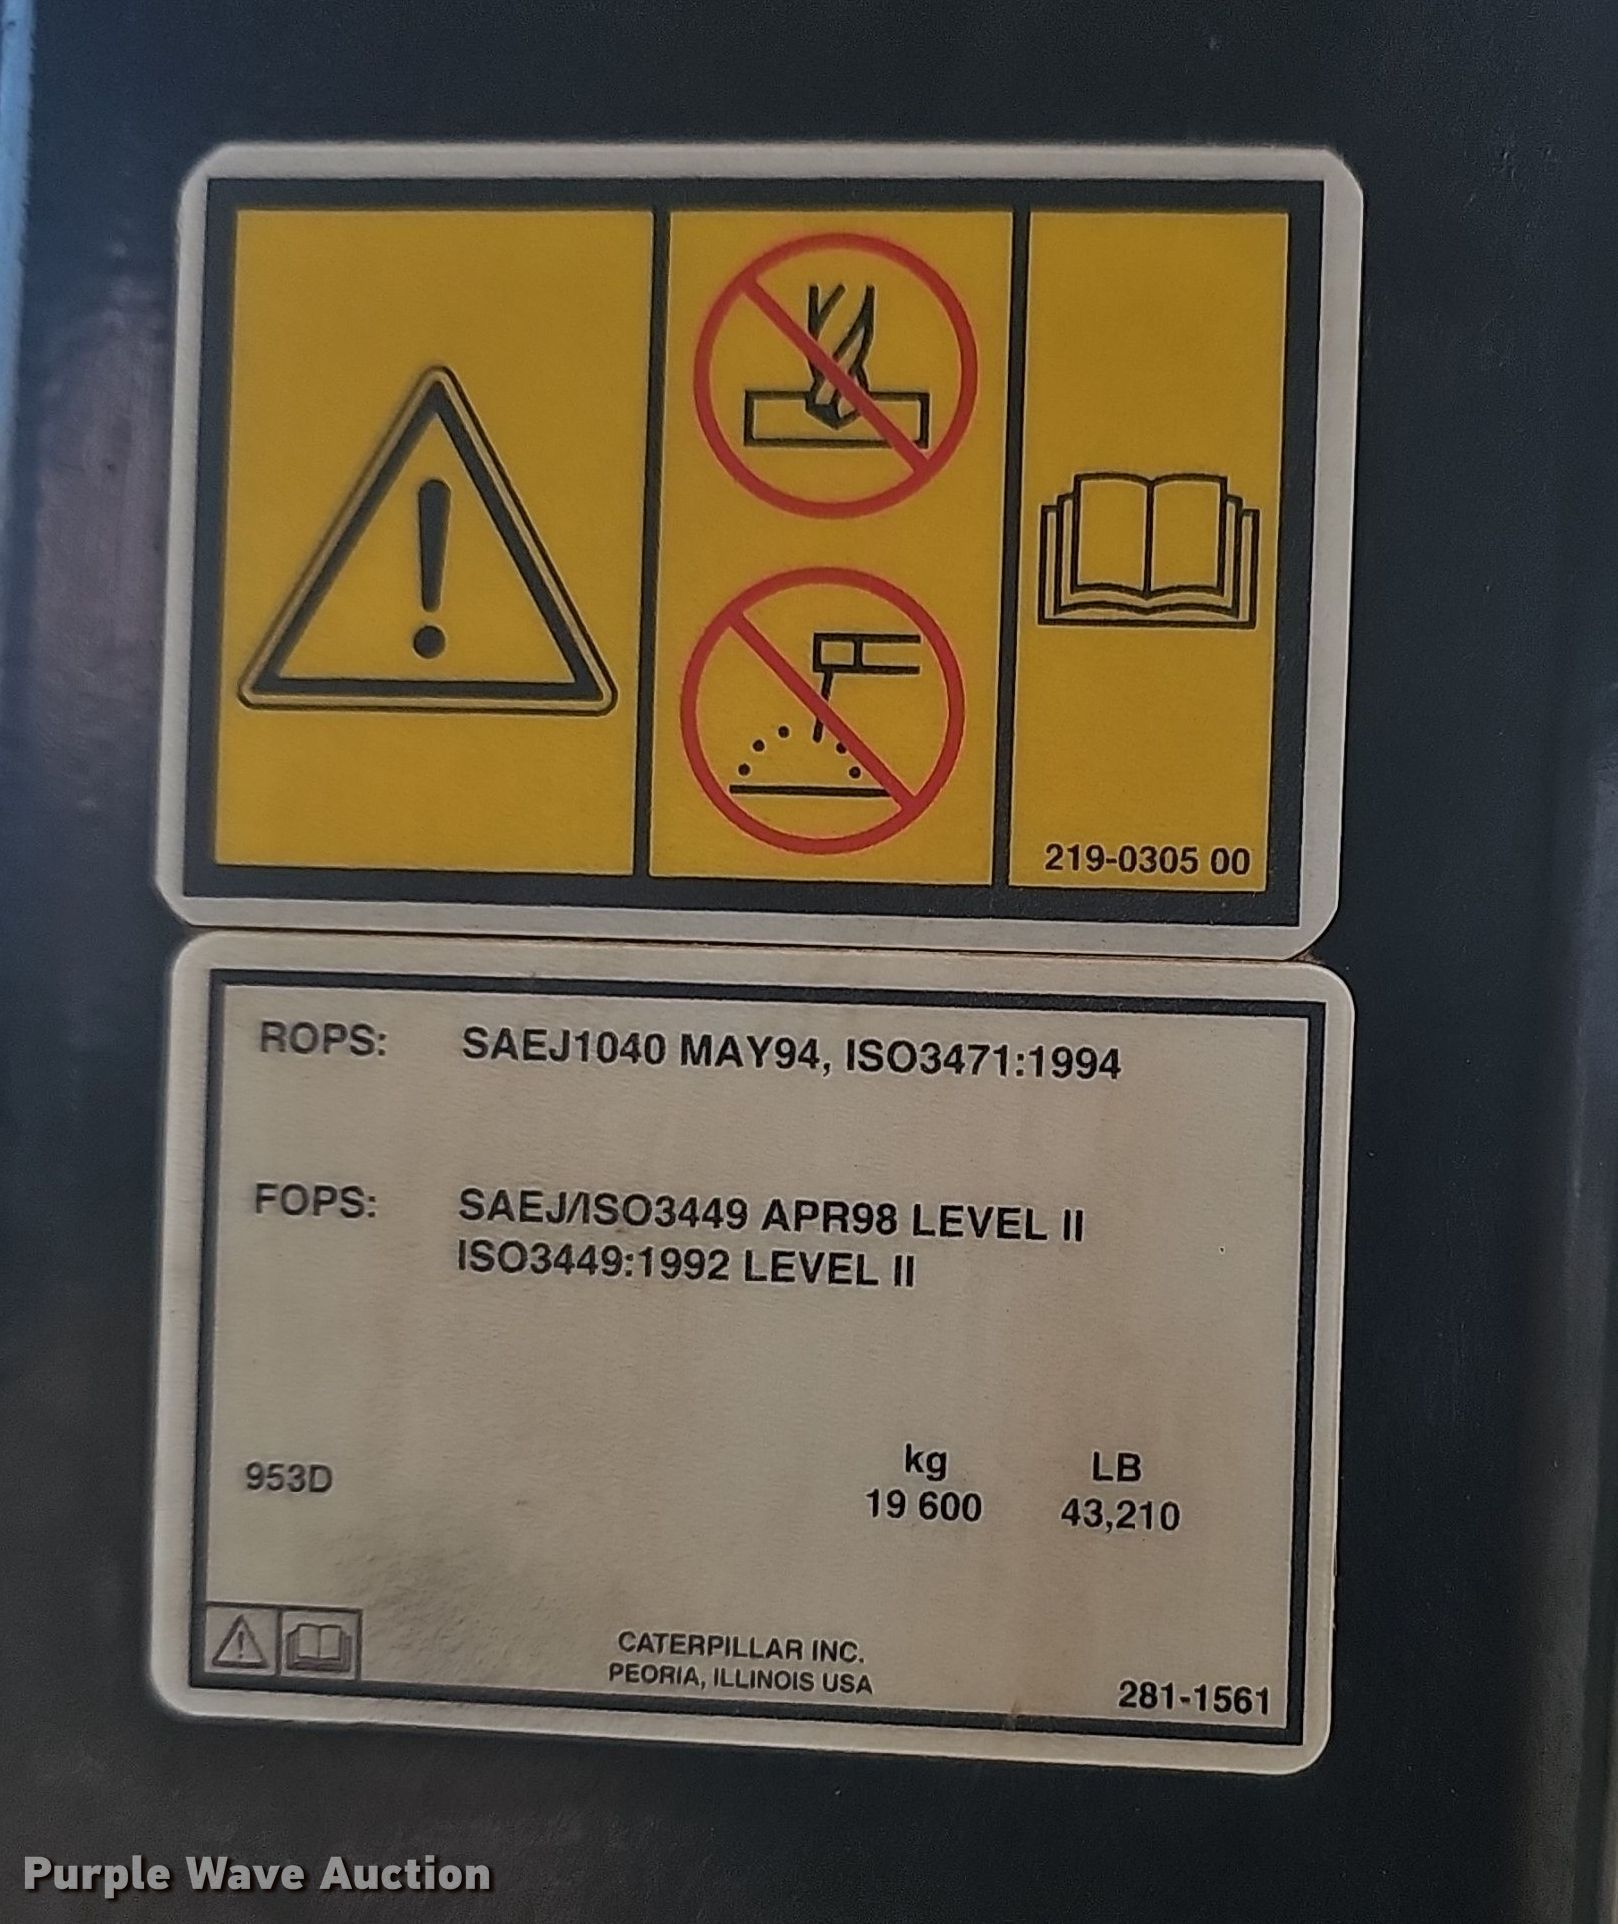 219-0305 00
ROPS: SAEJ1040 MAY94, ISO3471:1994
FOPS: SAEJ/ISO3449 APR98 LEVEL II
ISO3449:1992 LEVEL II
kg LB
953D 19 600 43,210
CATERPILLAR INC.
PEORIA, ILLINOIS USA
281-1561
Purple Wave Auction